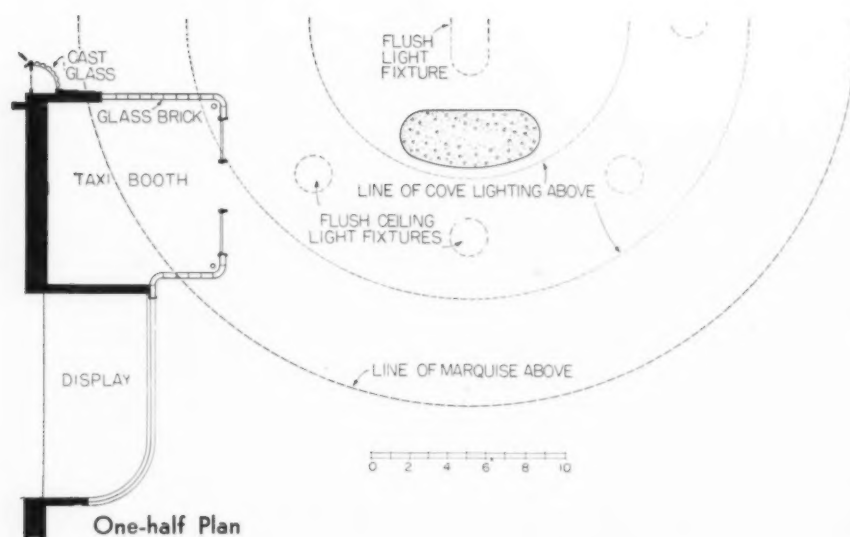 FLUSH
LIGHT
FIXTURE
CAST
GLASS
GLASS BRICK
TAXI BOOTH
LINE OF COVE LIGHTING ABOVE
FLUSH CEILING
LIGHT FIXTURES
LINE OF MARQUISE ABOVE
DISPLAY
0 2 4 6 8 10
One-half Plan